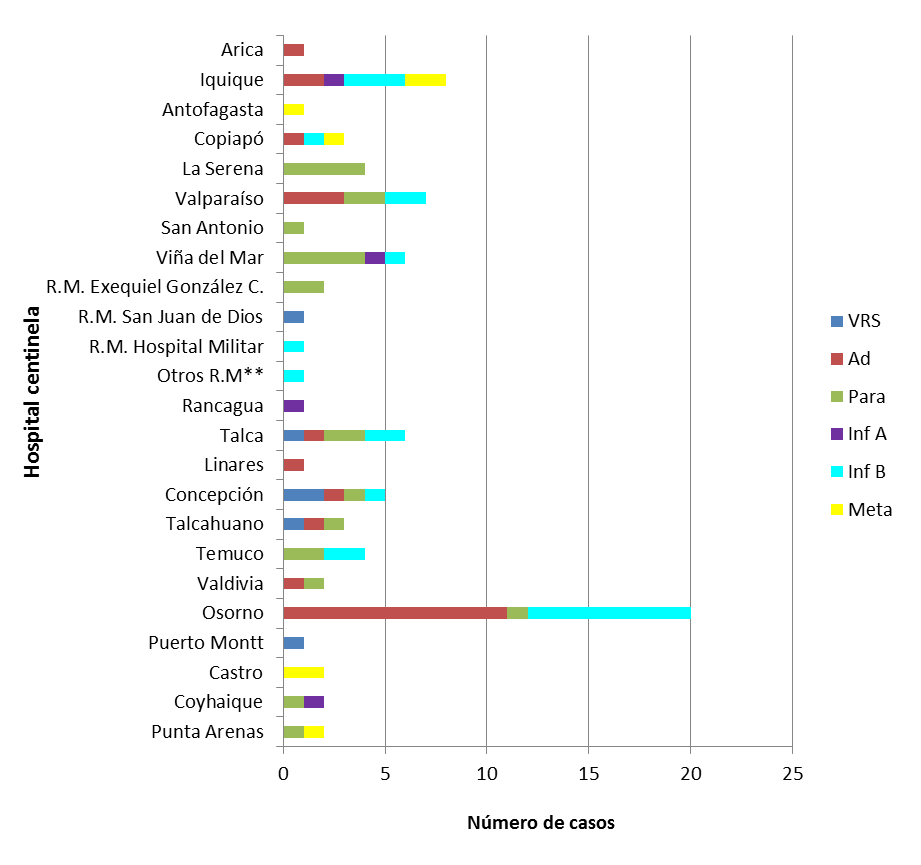 Hospital centinela
Arica
Iquique
Antofagasta
Copiapó
La Serena
Valparaíso
San Antonio
Viña del Mar
R.M. Exequiel González C.
R.M. San Juan de Dios
R.M. Hospital Militar
Otros R.M**
Rancagua
Talca
Linares
Concepción
Talcahuano
Temuco
Valdivia
Osorno
Puerto Montt
Castro
Coyhaique
Punta Arenas
0 5 10 15 20 25
Número de casos
VRS
Ad
Para
Inf A
Inf B
Meta